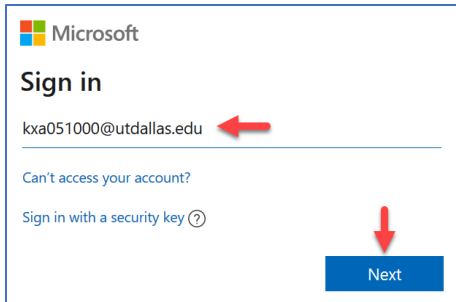 Microsoft
Sign in
kxa051000@utdallas.edu
Can't access your account?
Sign in with a security key ?
Next